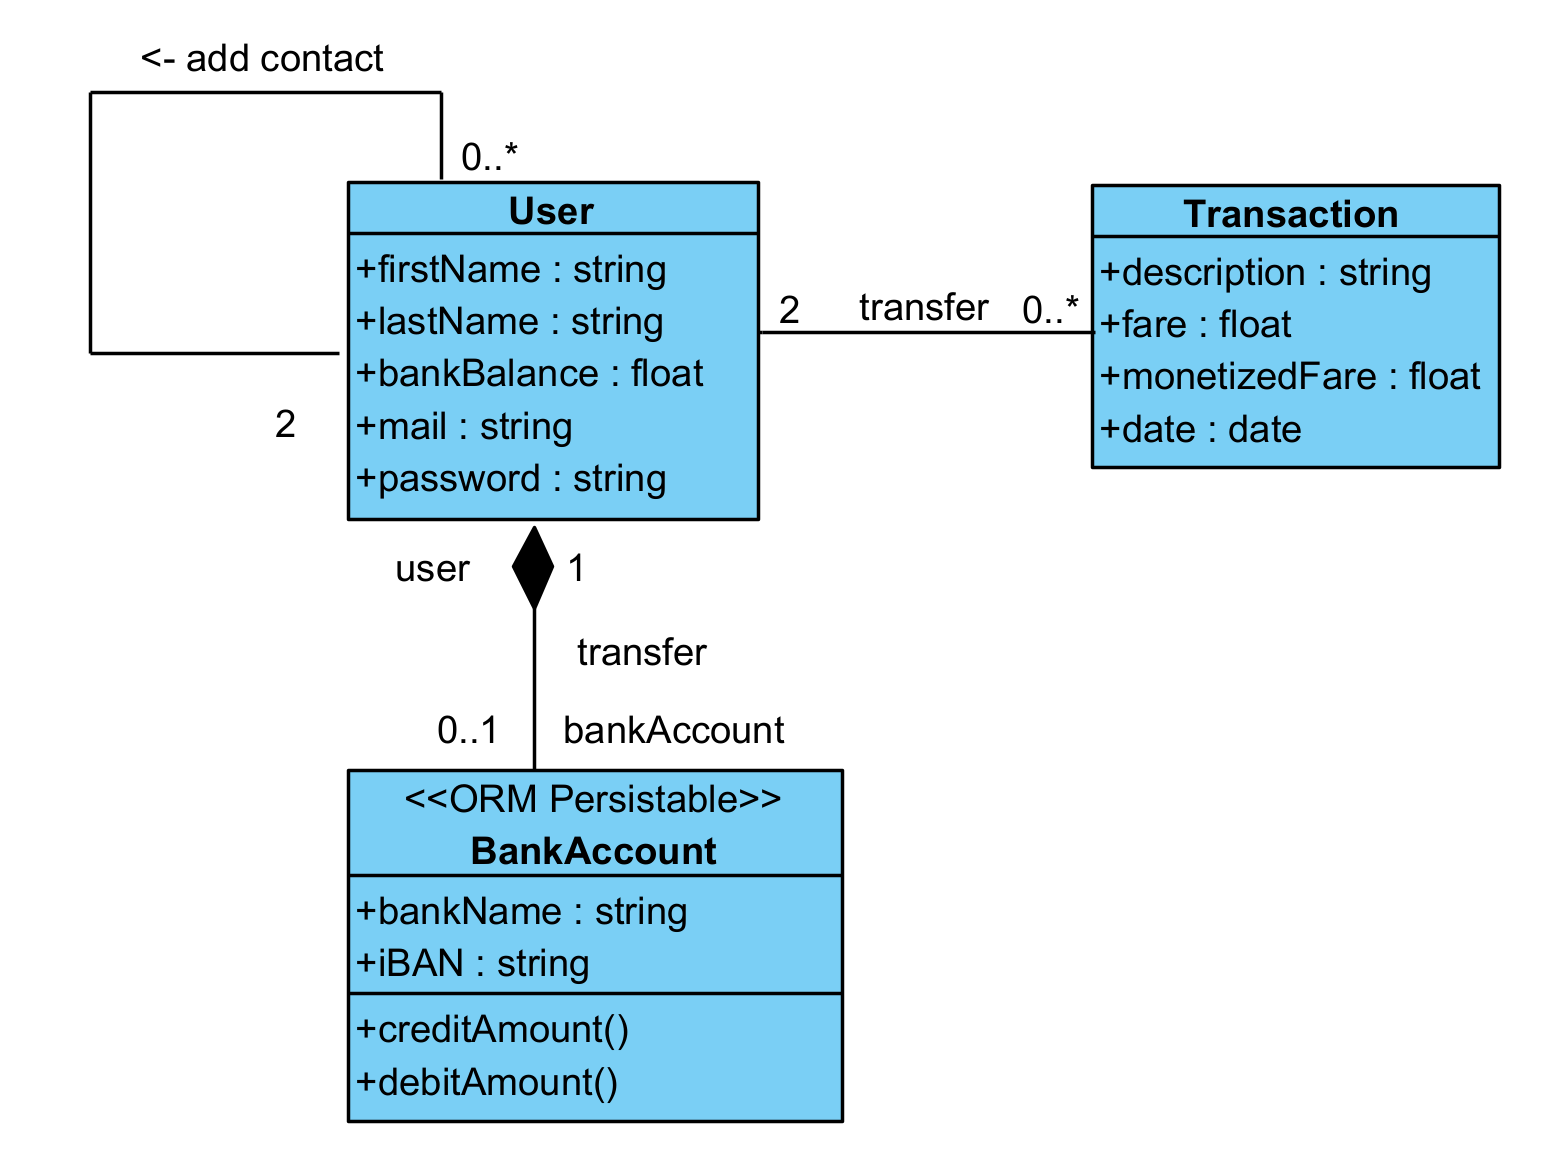 <- add contact
0..*
User
+firstName : string
+lastName : string
+bankBalance : float
+mail : string
+password : string
2
2
transfer
0..*
Transaction
+description : string
+fare : float
+monetizedFare : float
+date : date
user
1
transfer
0..1
bankAccount
<<ORM Persistable>>
BankAccount
+bankName : string
+iBAN : string
+creditAmount()
+debitAmount()